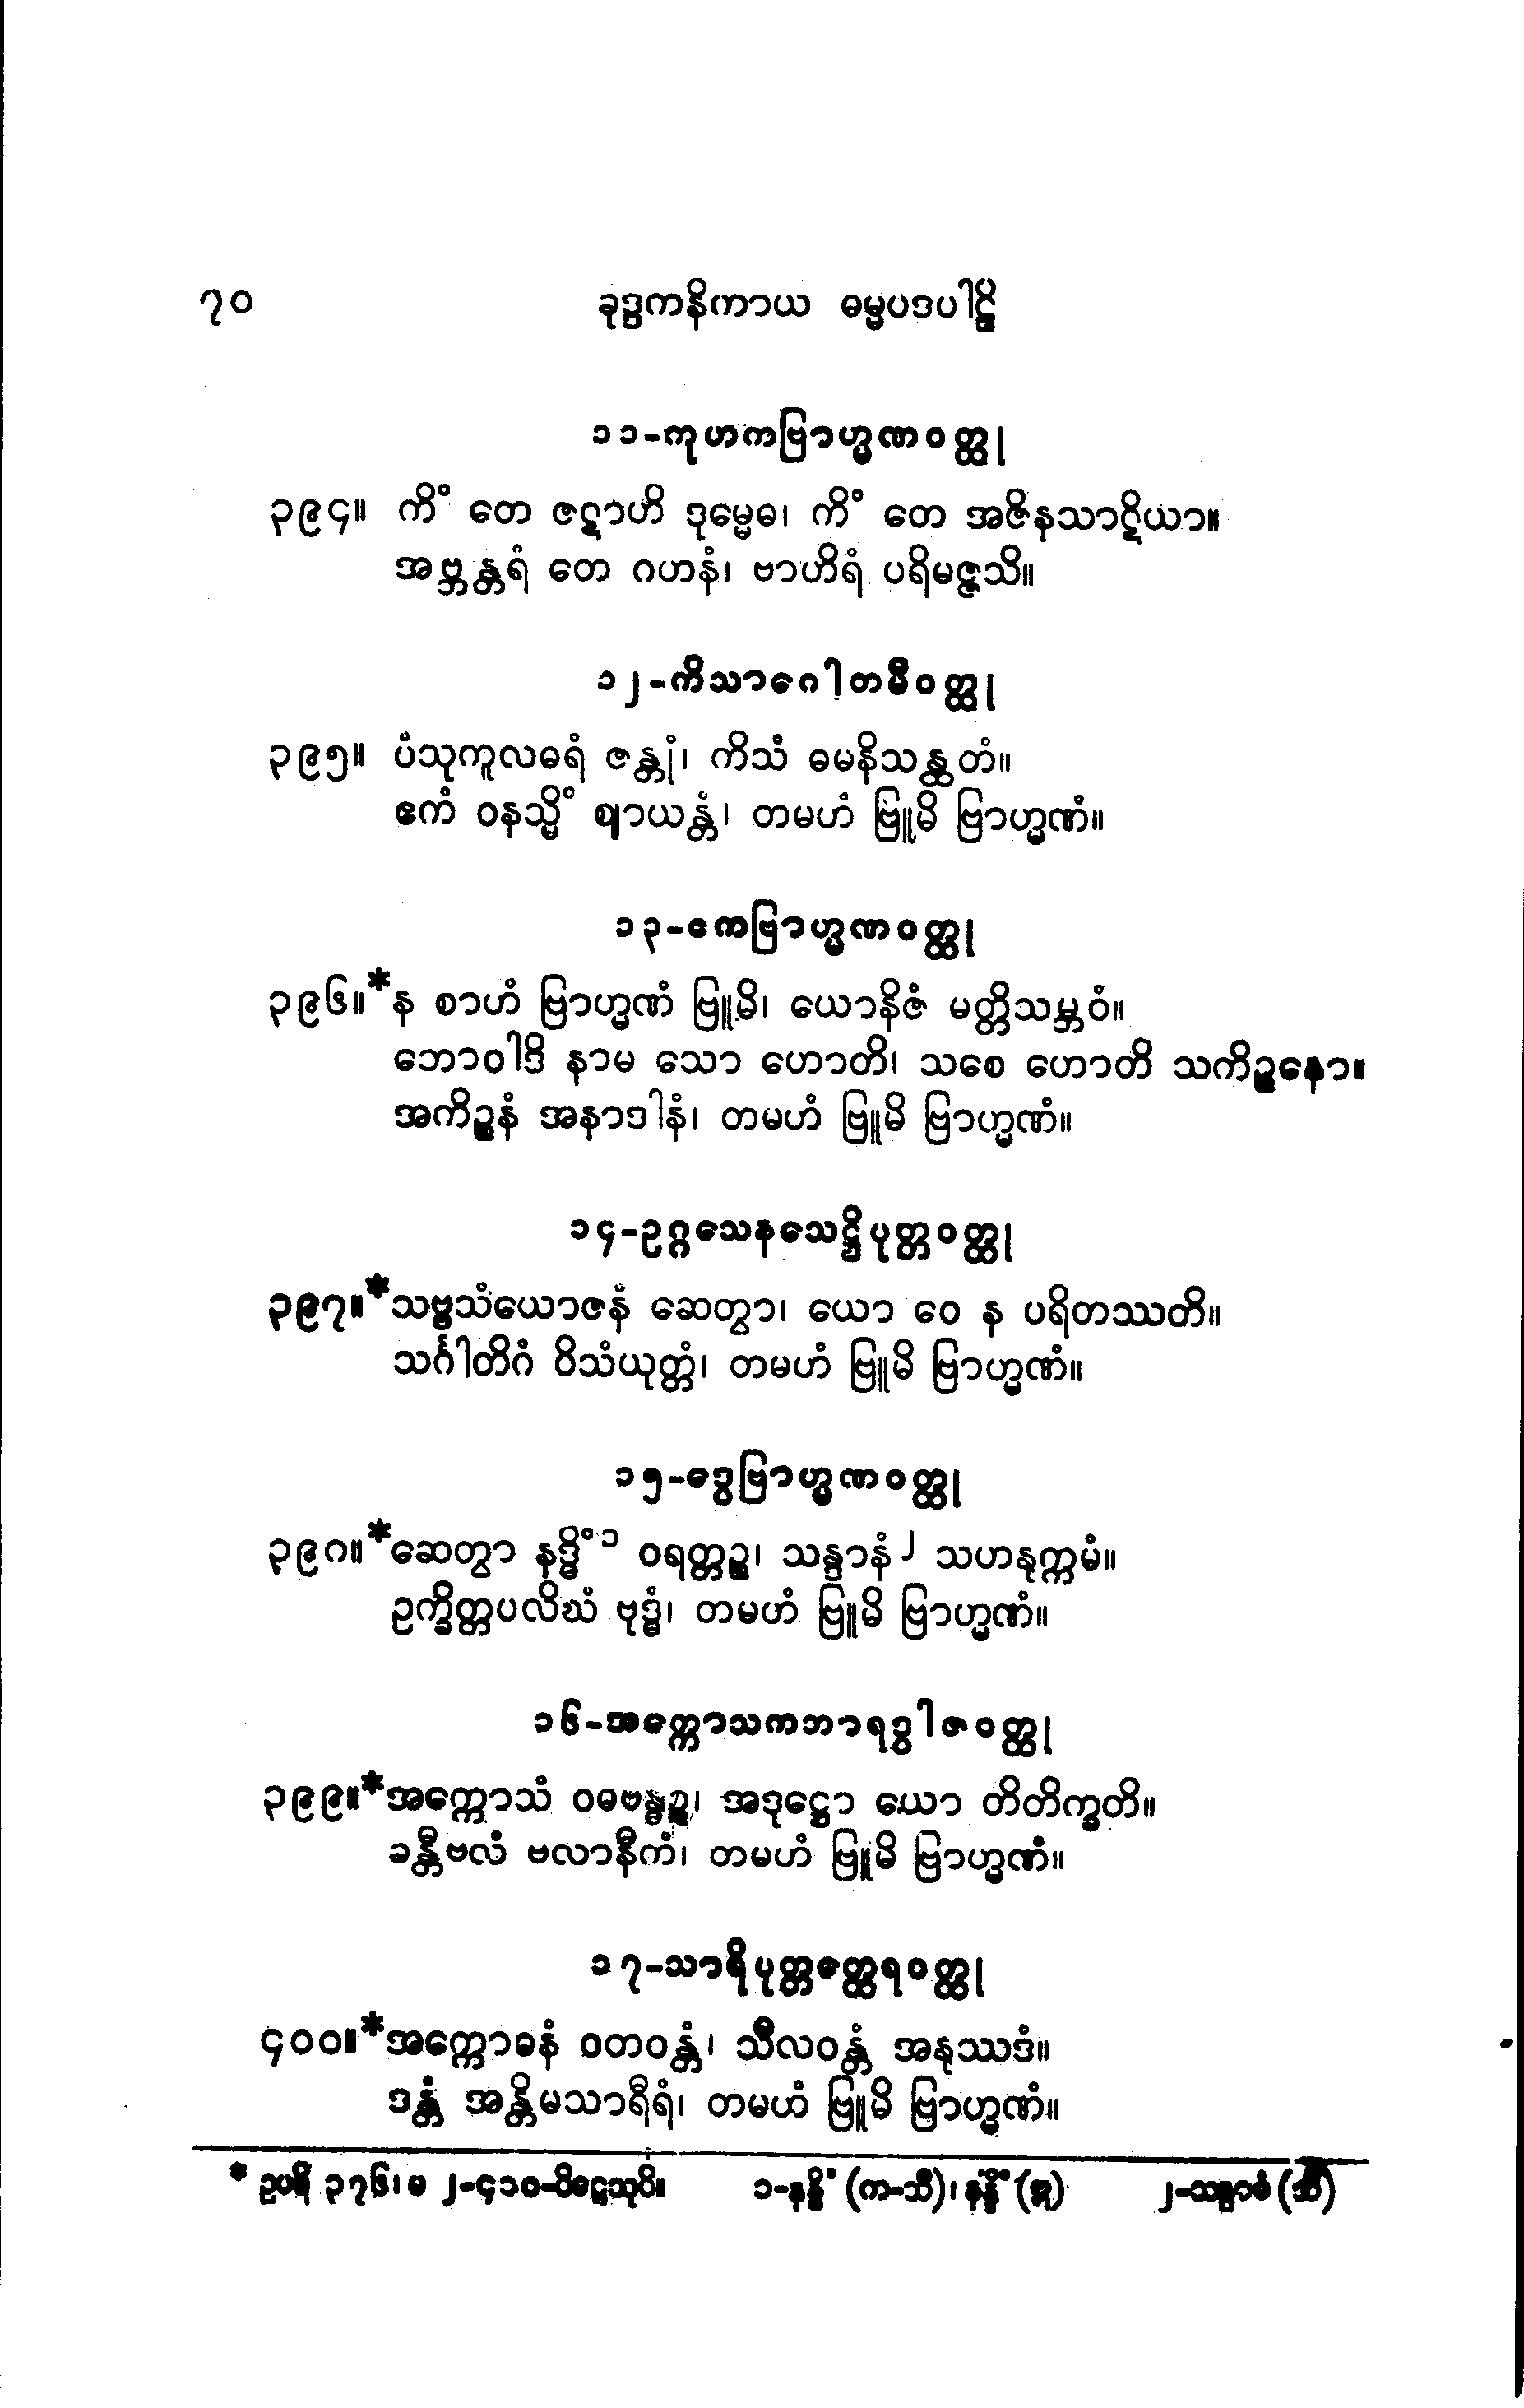 ၇၀ ခုဒ္ဒကနိကာယ ဓမ္မပဒပါဠိ
၁၁-ကုဟကဗြာဟ္မဏဝတ္ထု
၃၉၄။ ကိံ တေ ဇဋာဟိ ဒုမ္မေဓ၊ ကိံ တေ အဇိနသာဋိယာ။
အဗ္ဘန္တရံ တေ ဂဟနံ၊ ဗာဟိရံ ပရိမဇ္ဇသိ။
၁၂-ကိသာဂေါတမီဝတ္ထု
၃၉၅။ ပံသုကူလဓရံ ဇန္တုံ၊ ကိသံ ဓမနိသန္ထတံ။
ဧကံ ဝနသ္မိံ ဈာယန္တံ၊ တမဟံ ဗြူမိ ဗြာဟ္မဏံ။
၁၃-ဧကဗြာဟ္မဏဝတ္ထု
၃၉၆။*န စာဟံ ဗြာဟ္မဏံ ဗြူမိ၊ ယောနိဇံ မတ္တိသမ္ဘဝံ။
ဘောဝါဒိ နာမ သော ဟောတိ၊ သစေ ဟောတိ သကိဉ္စနော။
အကိဉ္စနံ အနာဒါနံ၊ တမဟံ ဗြူမိ ဗြာဟ္မဏံ။
၁၄-ဥဂ္ဂသေနသေဋ္ဌိပုတ္တဝတ္ထု
၃၉၇။*သဗ္ဗသံယောဇနံ ဆေတွာ၊ ယော ဝေ န ပရိတဿတိ။
သင်္ဂါတိဂံ ဝိသံယုတ္တံ၊ တမဟံ ဗြူမိ ဗြာဟ္မဏံ။
၁၅-ဒွေဗြာဟ္မဏဝတ္ထု
၃၉၈။*ဆေတွာ နဒ္ဓိံ၁ ဝရတ္တဉ္စ၊ သန္ဒာနံ၂ သဟနုက္ကမံ။
ဥက္ခိတ္တပလိဃံ ဗုဒ္ဓံ၊ တမဟံ ဗြူမိ ဗြာဟ္မဏံ။
၁၆-အက္ကောသကဘာရဒွါဇဝတ္ထု
၃၉၉။*အက္ကောသံ ဝဓဗန္ဓဉ္စ၊ အဒုဋ္ဌော ယော တိတိက္ခတိ။
ခန္တီဗလံ ဗလာနီကံ၊ တမဟံ ဗြူမိ ဗြာဟ္မဏံ။
၁၇-သာရိပုတ္တတ္ထေရဝတ္ထု
၄၀၀။*အက္ကောဓနံ ဝတဝန္တံ၊ သီလဝန္တံ အနုဿဒံ။
ဒန္တံ အန္တိမသာရီရံ၊ တမဟံ ဗြူမိ ဗြာဟ္မဏံ။
* ဥပရိ ၃၇၆၊ မ ၂-၄၁၀-ပိဋ္ဌေသုပိ။ ၁-နန္ဓိံ (က-သီ)၊ (ဣ) ၂-သန္ဒာမံ (သီ)